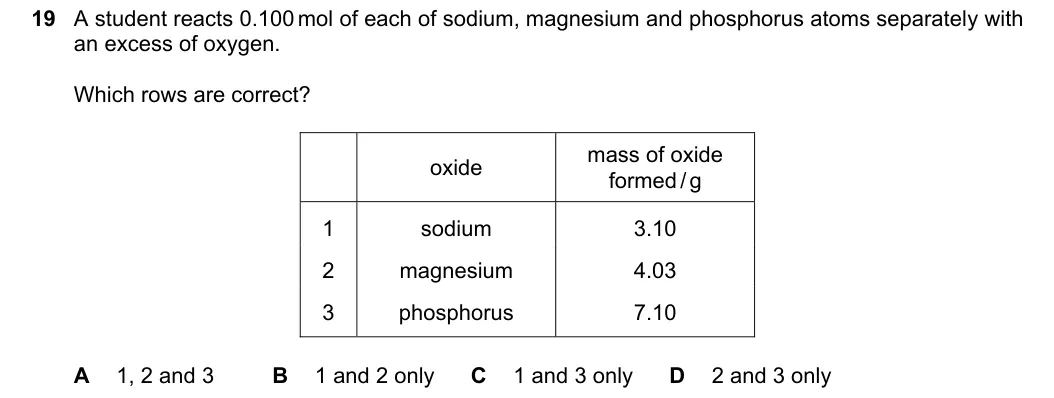 19 A student reacts 0.100 mol of each of sodium, magnesium and phosphorus atoms separately with
an excess of oxygen.
Which rows are correct?
oxide mass of oxide
formed / g
1 sodium 3.10
2 magnesium 4.03
3 phosphorus 7.10
A 1, 2 and 3 B 1 and 2 only C 1 and 3 only D 2 and 3 only